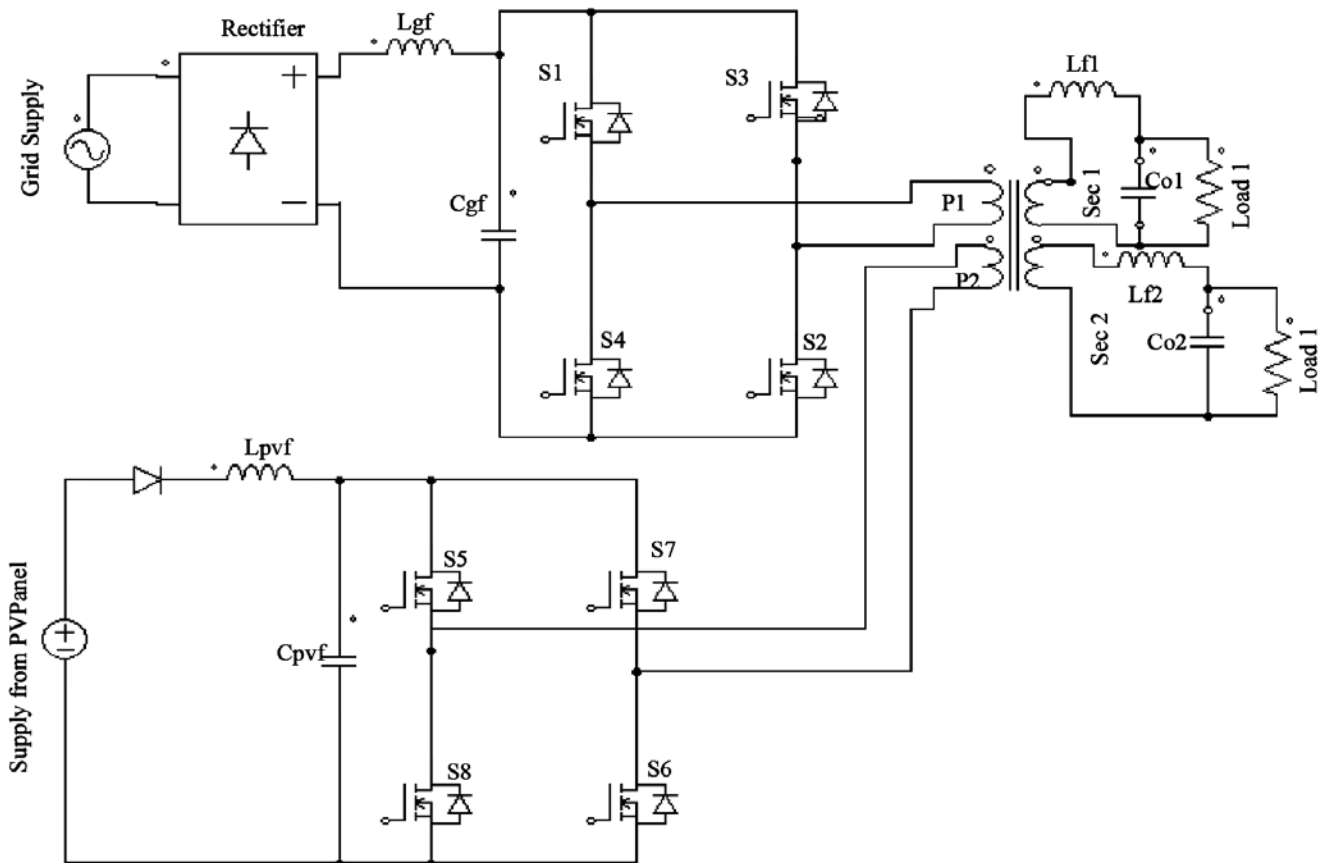 Rectifier
Lgf
Grid Supply
+
−
Cgf
S1
S3
S4
S2
P1
P2
Lf1
Sec 1
Co1
Load 1
Lf2
Sec 2
Co2
Load 1
Lpvf
Supply from PVPanel
+
−
Cpvf
S5
S7
S8
S6